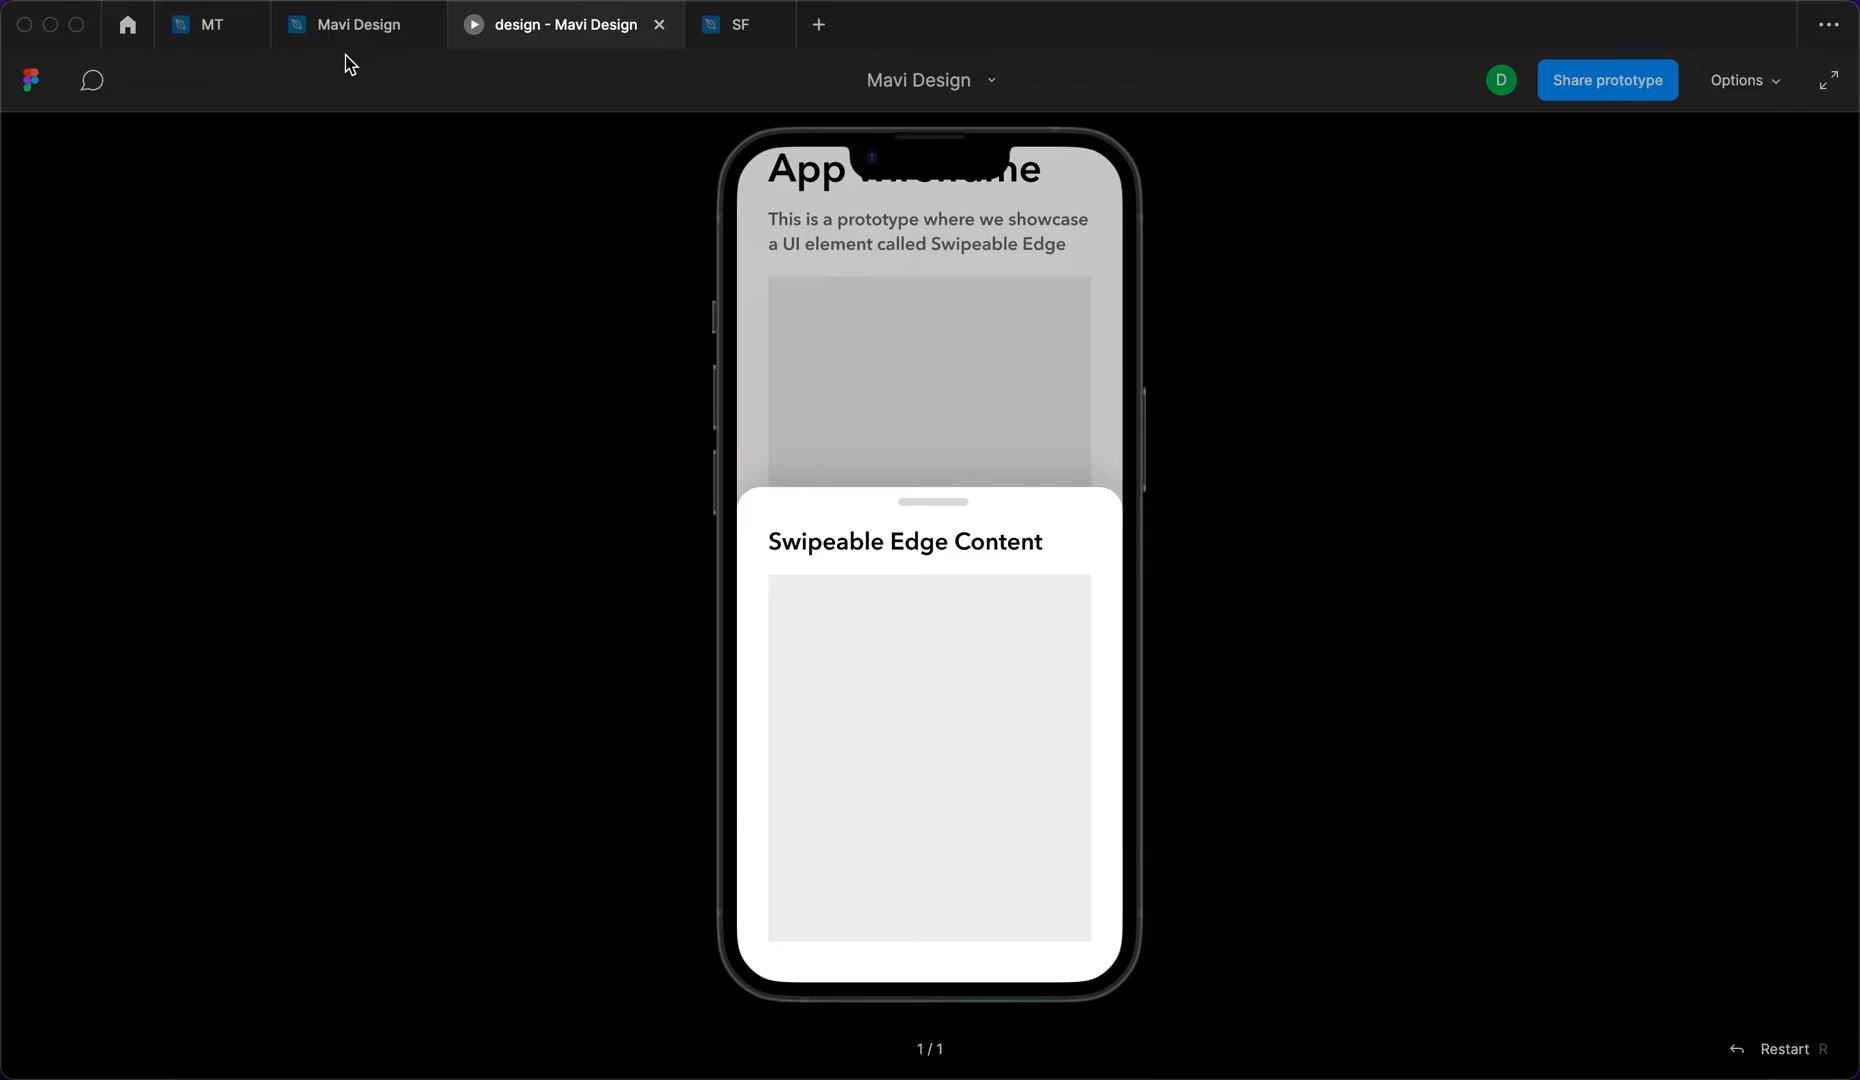 MT
Mavi Design
design - Mavi Design
SF
Mavi Design
D
Share prototype
Options
App wireframe
This is a prototype where we showcase
a UI element called Swipeable Edge
Swipeable Edge Content
1 / 1
Restart R